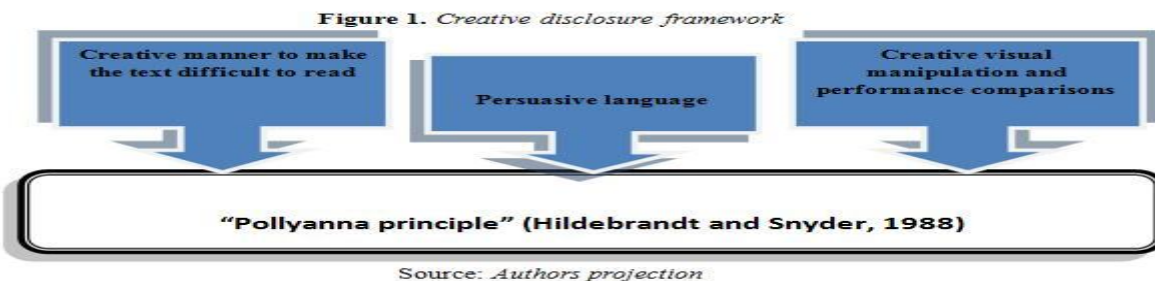 Figure 1. Creative disclosure framework
Creative manner to make
the text difficult to read
Persuasive language
Creative visual
manipulation and
performance comparisons
“Pollyanna principle” (Hildebrandt and Snyder, 1988)
Source: Authors projection